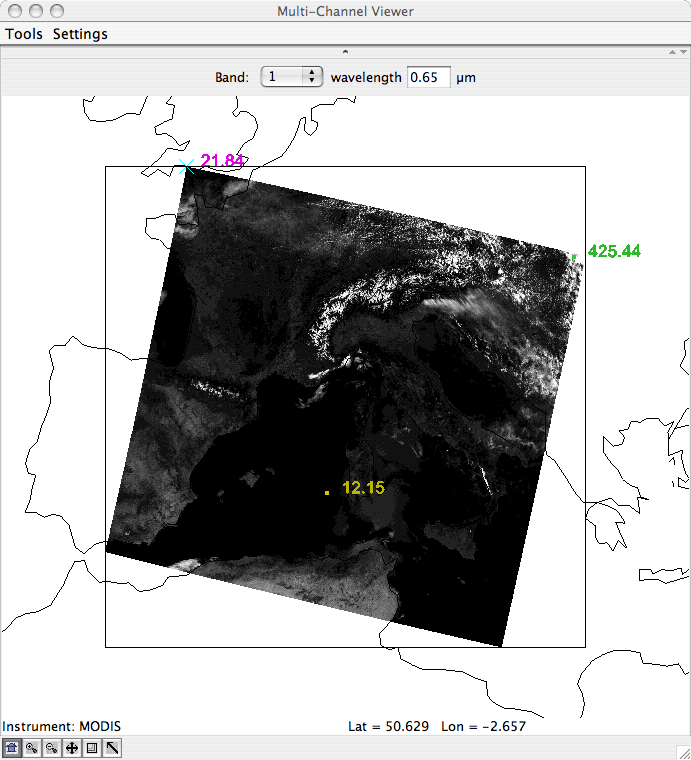 Multi-Channel Viewer
Tools Settings
Band: 1 wavelength 0.65 µm
21.84
425.44
12.15
Instrument: MODIS Lat = 50.629 Lon = -2.657